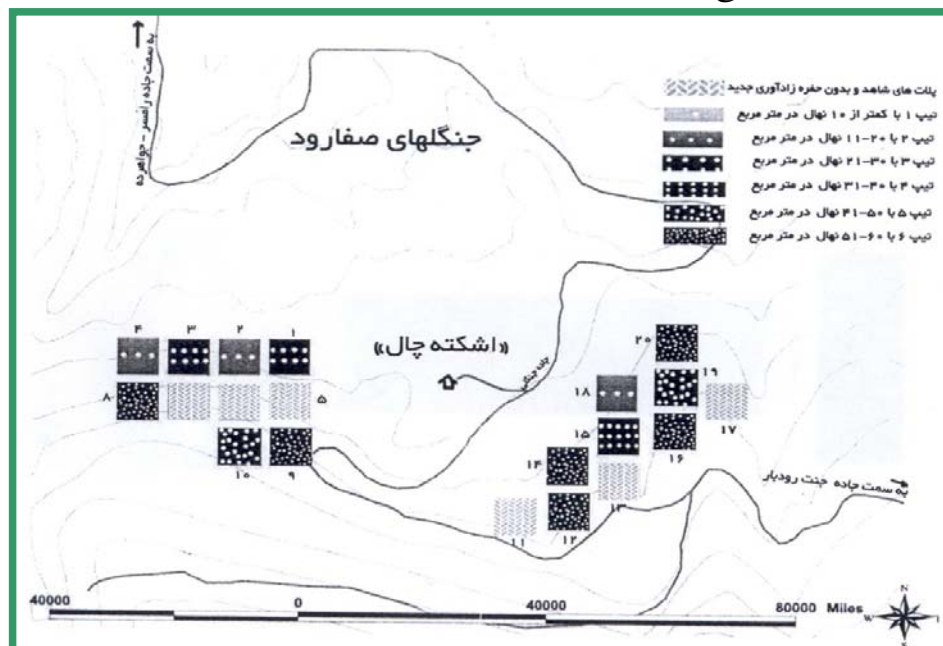 به سمت جاده رامسر - جواهرده
جنگلهای صفارود
پلات های شاهد و بدون حفره زادآوری جدید
تیپ ۱ با کمتر از ۱۰ نهال در متر مربع
تیپ ۲ با ۲۰-۱۱ نهال در متر مربع
تیپ ۳ با ۳۰-۲۱ نهال در متر مربع
تیپ ۴ با ۴۰-۳۱ نهال در متر مربع
تیپ ۵ با ۵۰-۴۱ نهال در متر مربع
تیپ ۶ با ۶۰-۵۱ نهال در متر مربع
۴ ۳ ۲ ۱
«اشکته چال»
جاده جنگلی
۲۰
۱۹
۸ ۵
۱۸
۱۷
۱۵
۱۶
۱۰ ۹
۱۴
۱۳
به سمت جاده جنت رودبار
۱۱ ۱۲
40000 0 40000 80000 Miles
N
W
S